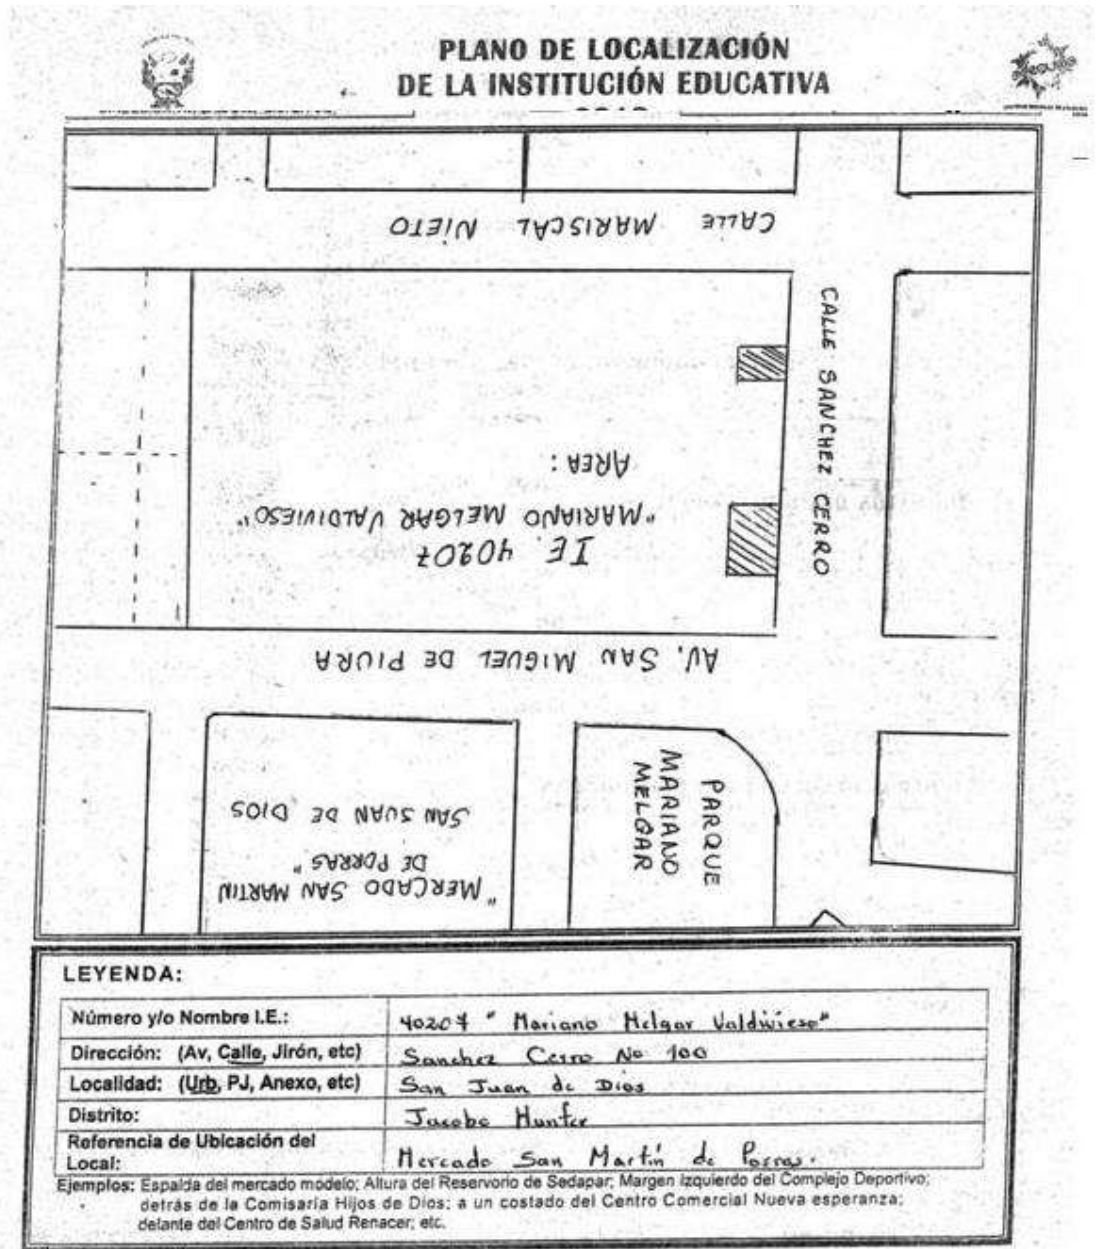 PLANO DE LOCALIZACIÓN
DE LA INSTITUCIÓN EDUCATIVA
CALLE MARISCAL NIETO
CALLE SANCHEZ CERRO
AREA:
"MARIANO MELGAR VALDIVIESO"
I.E. 40207
AV. SAN MIGUEL DE PIURA
SAN JUAN DE DIOS
"MERCADO SAN MARTIN
DE PORRAS"
PARQUE
MARIANO
MELGAR
LEYENDA:
Número y/o Nombre I.E.: 40207 "Mariano Melgar Valdivieso"
Dirección: (Av, Calle, Jirón, etc) Sanchez Cerro No 100
Localidad: (Urb, PJ, Anexo, etc) San Juan de Dios
Distrito: Jacobo Hunter
Referencia de Ubicación del
Local: Mercado San Martín de Porras.
Ejemplos: Espalda del mercado modelo; Altura del Reservorio de Sedapar; Margen Izquierdo del Complejo Deportivo;
detrás de la Comisaria Hijos de Dios; a un costado del Centro Comercial Nueva esperanza;
delante del Centro de Salud Renacer; etc.